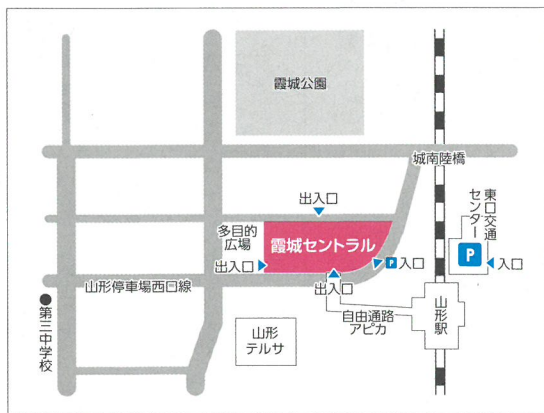 霞城公園
城南陸橋
出入口
東口交通
センター
多目的
広場
霞城セントラル
P
出入口
P 入口
入口
山形停車場西口線
出入口
自由通路
アピカ
山形駅
山形
テルサ
●第三中学校